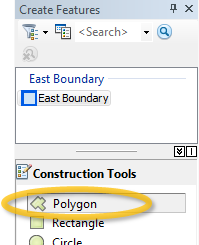 Create Features
<Search>
East Boundary
East Boundary
Construction Tools
Polygon
Rectangle
Circle